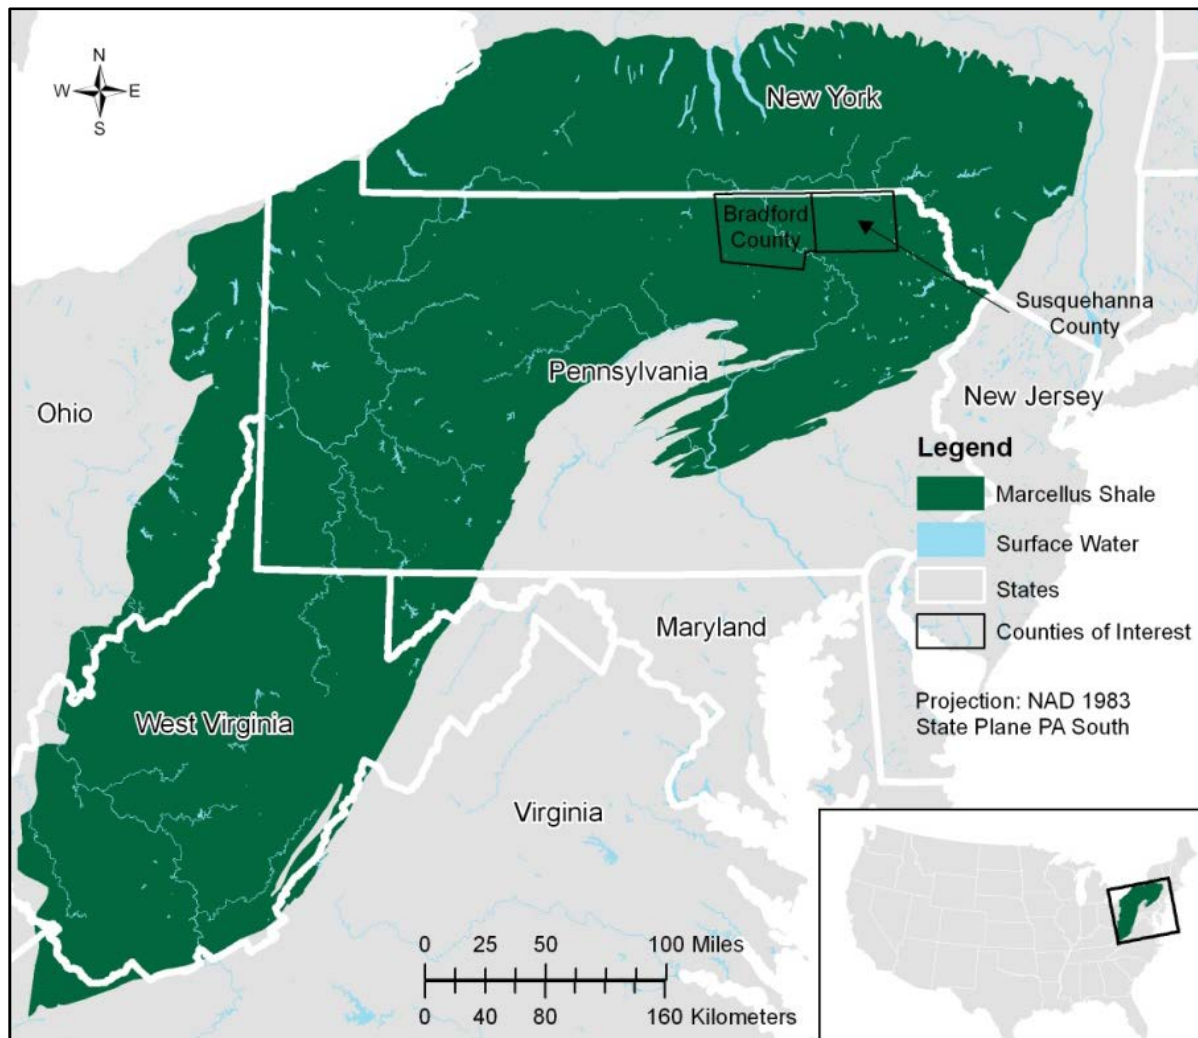 N
W E
S
New York
Bradford
County
Susquehanna
County
Pennsylvania
Ohio
New Jersey
Legend
Marcellus Shale
Surface Water
States
Counties of Interest
Projection: NAD 1983
State Plane PA South
Maryland
West Virginia
Virginia
0 25 50 100 Miles
0 40 80 160 Kilometers